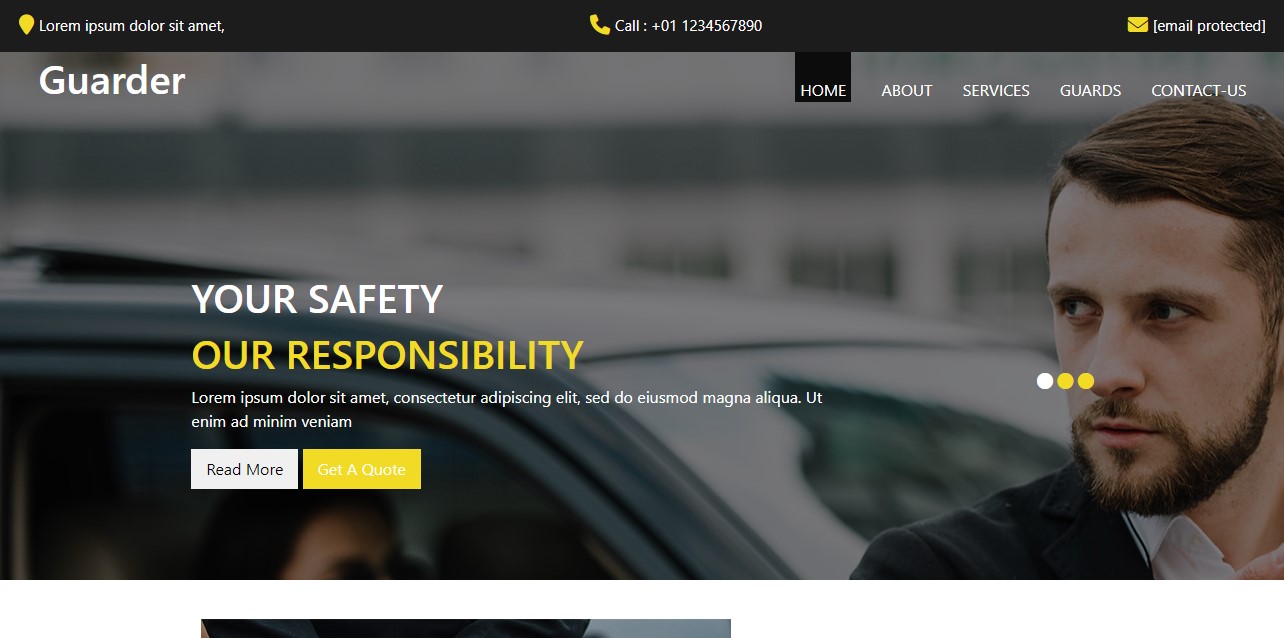 Lorem ipsum dolor sit amet,
Call : +01 1234567890
[email protected]
Guarder
HOME
ABOUT
SERVICES
GUARDS
CONTACT-US
YOUR SAFETY
OUR RESPONSIBILITY
Lorem ipsum dolor sit amet, consectetur adipiscing elit, sed do eiusmod magna aliqua. Ut
enim ad minim veniam
Read More
Get A Quote